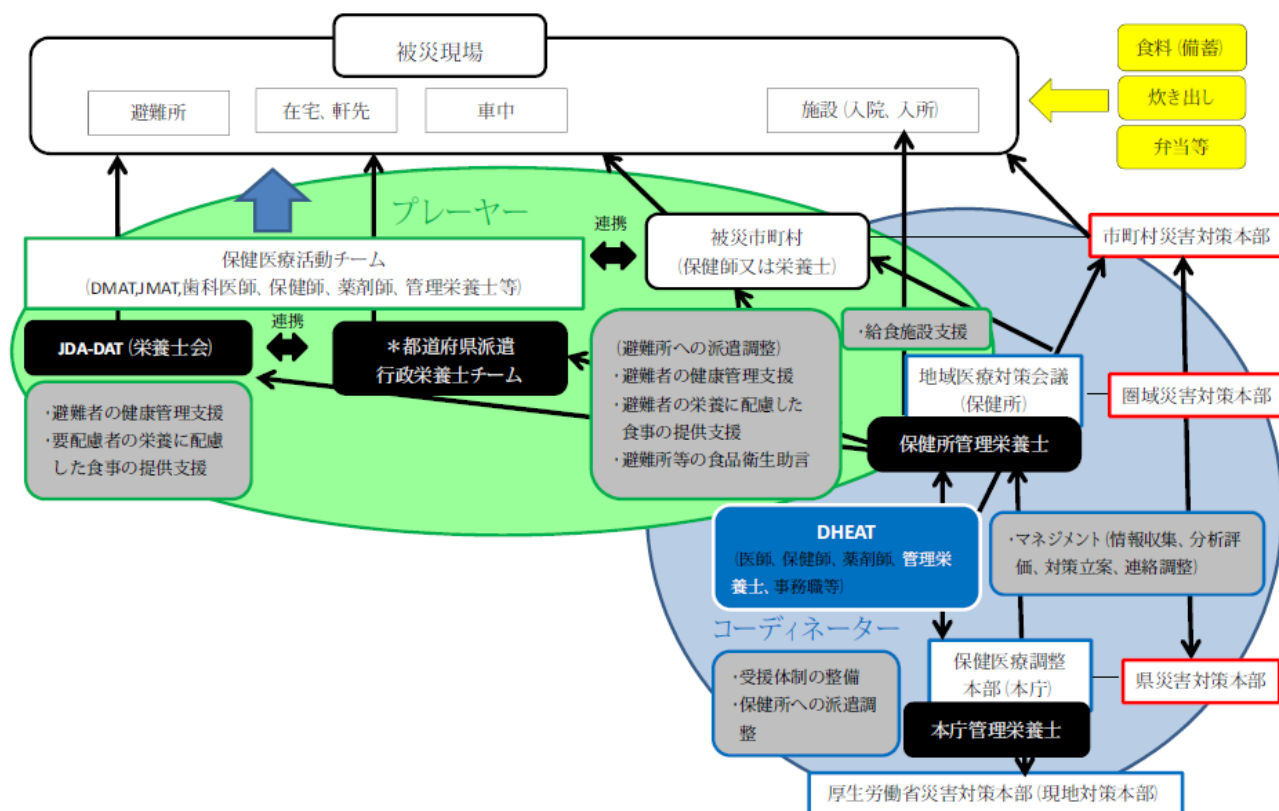 被災現場
避難所
在宅、軒先
車中
施設(入院、入所)
食料(備蓄)
炊き出し
弁当等
プレーヤー
連携
保健医療活動チーム
(DMAT,JMAT,歯科医師、保健師、薬剤師、管理栄養士等)
被災市町村
(保健師又は栄養士)
市町村災害対策本部
JDA-DAT(栄養士会)
連携
*都道府県派遣
行政栄養士チーム
(避難所への派遣調整)
・避難者の健康管理支援
・避難者の栄養に配慮した
食事の提供支援
・避難所等の食品衛生助言
・給食施設支援
・避難者の健康管理支援
・要配慮者の栄養に配慮
した食事の提供支援
地域医療対策会議
(保健所)
圏域災害対策本部
保健所管理栄養士
DHEAT
(医師、保健師、薬剤師、管理栄
養士、事務職等)
・マネジメント(情報収集、分析評
価、対策立案、連絡調整)
コーディネーター
・受援体制の整備
・保健所への派遣調
整
保健医療調整
本部(本庁)
県災害対策本部
本庁管理栄養士
厚生労働省災害対策本部(現地対策本部)